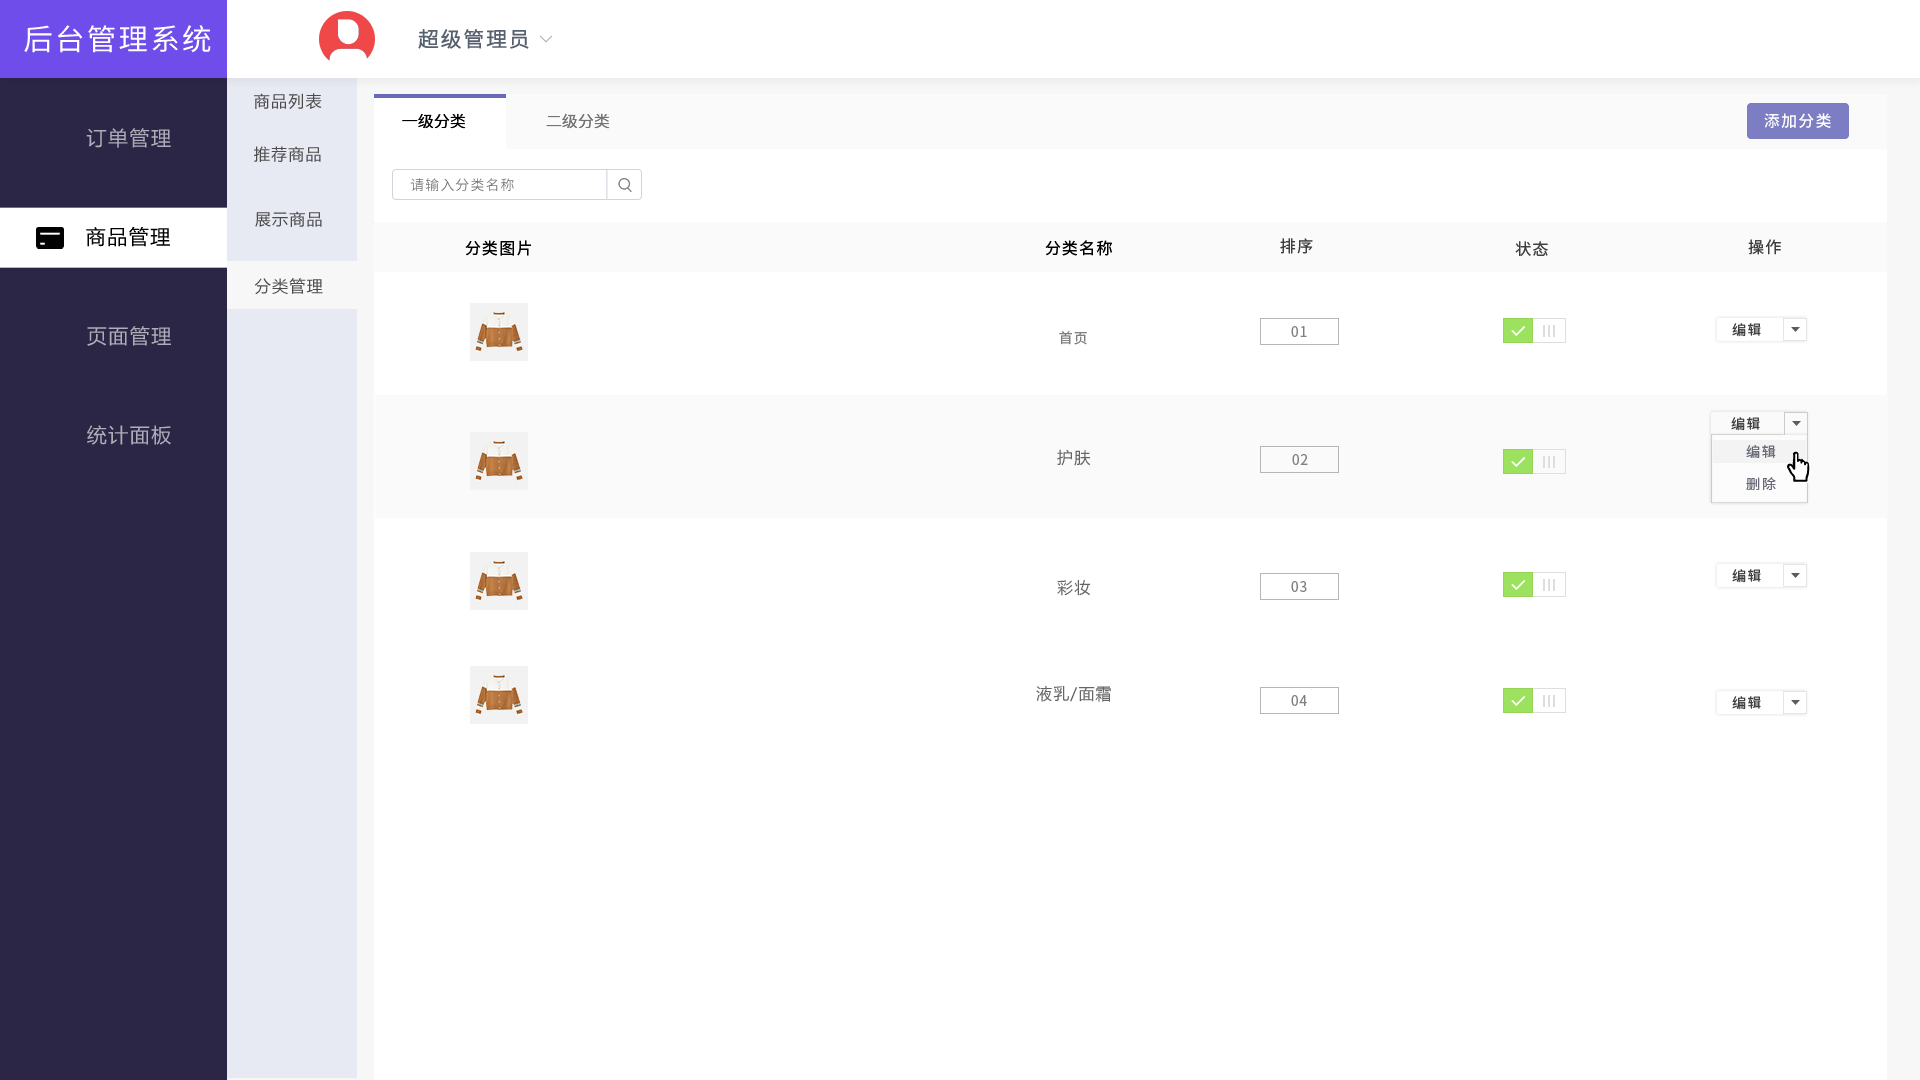 后台管理系统
超级管理员
订单管理
商品管理
页面管理
统计面板
商品列表
推荐商品
展示商品
分类管理
一级分类
二级分类
添加分类
请输入分类名称
分类图片
分类名称
排序
状态
操作
首页
01
编辑
护肤
02
编辑
编辑
删除
彩妆
03
编辑
液乳/面霜
04
编辑